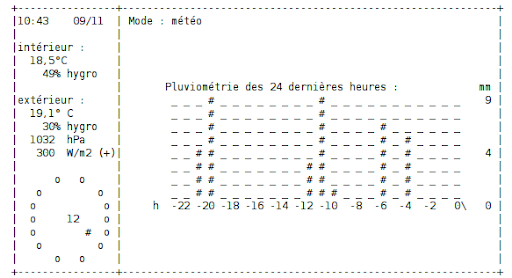 +----------------+--------------------------------------------------------------+
|10:43    09/11  | Mode : météo                                                 |
|                |                                                              |
|intérieur :     |                                                              |
|  18,5°C        |                                                              |
|    49% hygro   |                                                              |
|                |       Pluviométrie des 24 dernières heures :             mm  |
|extérieur :     |        _ _ _ # _ _ _ _ _ _ _ _ # _ _ _ _ _ _ _ _ _ _ _    9  |
|  19,1° C       |        _ _ _ # _ _ _ _ _ _ _ _ # _ _ _ _ _ _ _ _ _ _ _       |
|    30% hygro   |        _ _ _ # _ _ _ _ _ _ _ _ # _ _ _ _ # _ _ _ _ _ _       |
|  1032  hPa     |        _ _ _ # _ _ _ _ _ _ _ _ # _ _ _ _ # _ # _ _ _ _       |
|   300  W/m2 (+)|        _ _ # # _ _ _ _ _ _ _ _ # _ _ _ _ # _ # _ _ _ _    4  |
|                |        _ _ # # _ _ _ _ _ _ _ # # _ _ _ _ # _ # _ _ _ _       |
|      o   o     |        _ _ # # _ _ _ _ _ _ _ # # _ _ _ _ # _ # _ _ _ _       |
|   o         o  |        _ _ # # _ _ _ _ _ _ _ # # # _ _ _ # _ # _ _ _ _       |
|  o           o |     h  -22 -20 -18 -16 -14 -12 -10  -8  -6  -4  -2   0\   0  |
|  o     12    o |                                                              |
|  o        #  o |                                                              |
|   o         o  |                                                              |
|      o   o     |                                                              |
+----------------+--------------------------------------------------------------+